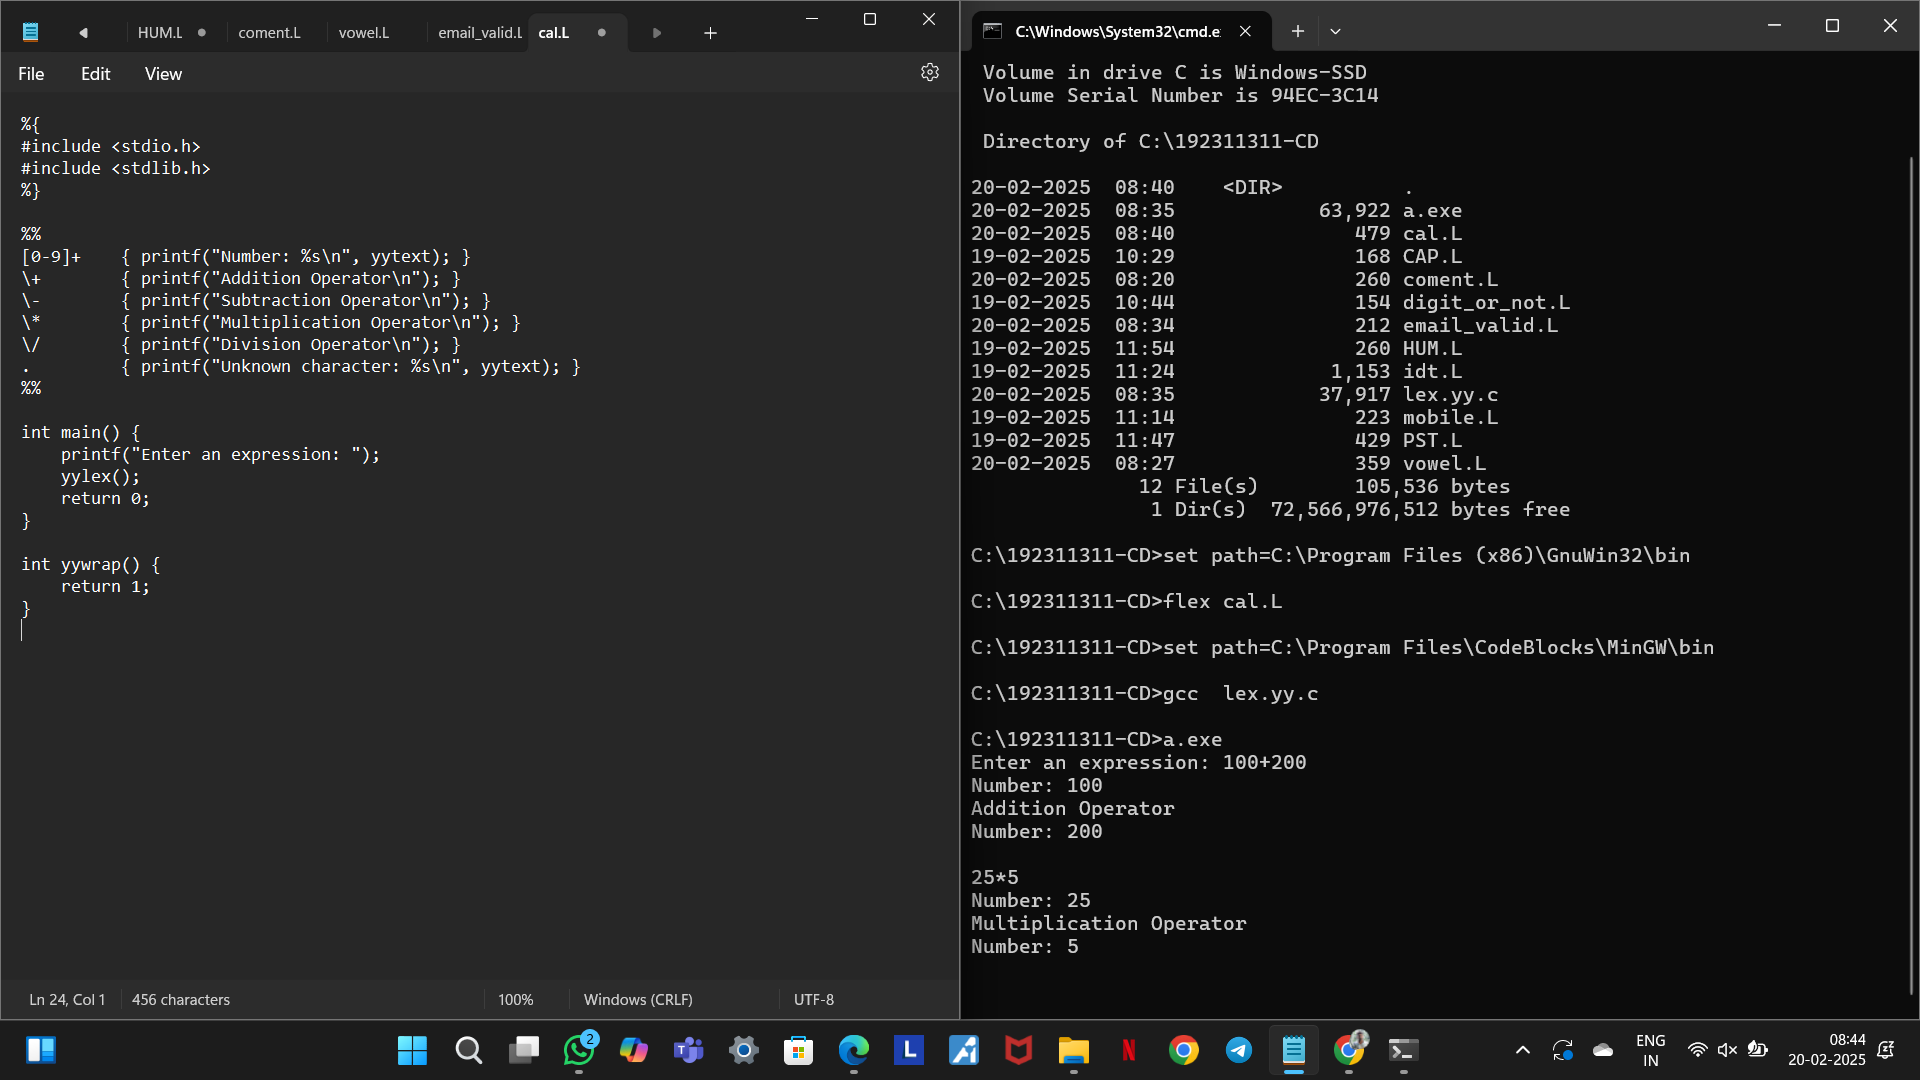 HUM.L
coment.L
vowel.L
email_valid.L
cal.L
File
Edit
View
%{
#include <stdio.h>
#include <stdlib.h>
%}
%%
[0-9]+    { printf("Number: %s\n", yytext); }
\+        { printf("Addition Operator\n"); }
\-        { printf("Subtraction Operator\n"); }
\*        { printf("Multiplication Operator\n"); }
\/        { printf("Division Operator\n"); }
.         { printf("Unknown character: %s\n", yytext); }
%%
int main() {
    printf("Enter an expression: ");
    yylex();
    return 0;
}
int yywrap() {
    return 1;
}
Ln 24, Col 1
456 characters
100%
Windows (CRLF)
UTF-8
C:\Windows\System32\cmd.e
Volume in drive C is Windows-SSD
Volume Serial Number is 94EC-3C14
Directory of C:\192311311-CD
20-02-2025  08:40    <DIR>          .
20-02-2025  08:35            63,922 a.exe
20-02-2025  08:40               479 cal.L
19-02-2025  10:29               168 CAP.L
20-02-2025  08:20               260 coment.L
19-02-2025  10:44               154 digit_or_not.L
20-02-2025  08:34               212 email_valid.L
19-02-2025  11:54               260 HUM.L
19-02-2025  11:24             1,153 idt.L
20-02-2025  08:35            37,917 lex.yy.c
19-02-2025  11:14               223 mobile.L
19-02-2025  11:47               429 PST.L
20-02-2025  08:27               359 vowel.L
12 File(s)        105,536 bytes
1 Dir(s)  72,566,976,512 bytes free
C:\192311311-CD>set path=C:\Program Files (x86)\GnuWin32\bin
C:\192311311-CD>flex cal.L
C:\192311311-CD>set path=C:\Program Files\CodeBlocks\MinGW\bin
C:\192311311-CD>gcc  lex.yy.c
C:\192311311-CD>a.exe
Enter an expression: 100+200
Number: 100
Addition Operator
Number: 200
25*5
Number: 25
Multiplication Operator
Number: 5
2
L
N
ENG
IN
08:44
20-02-2025